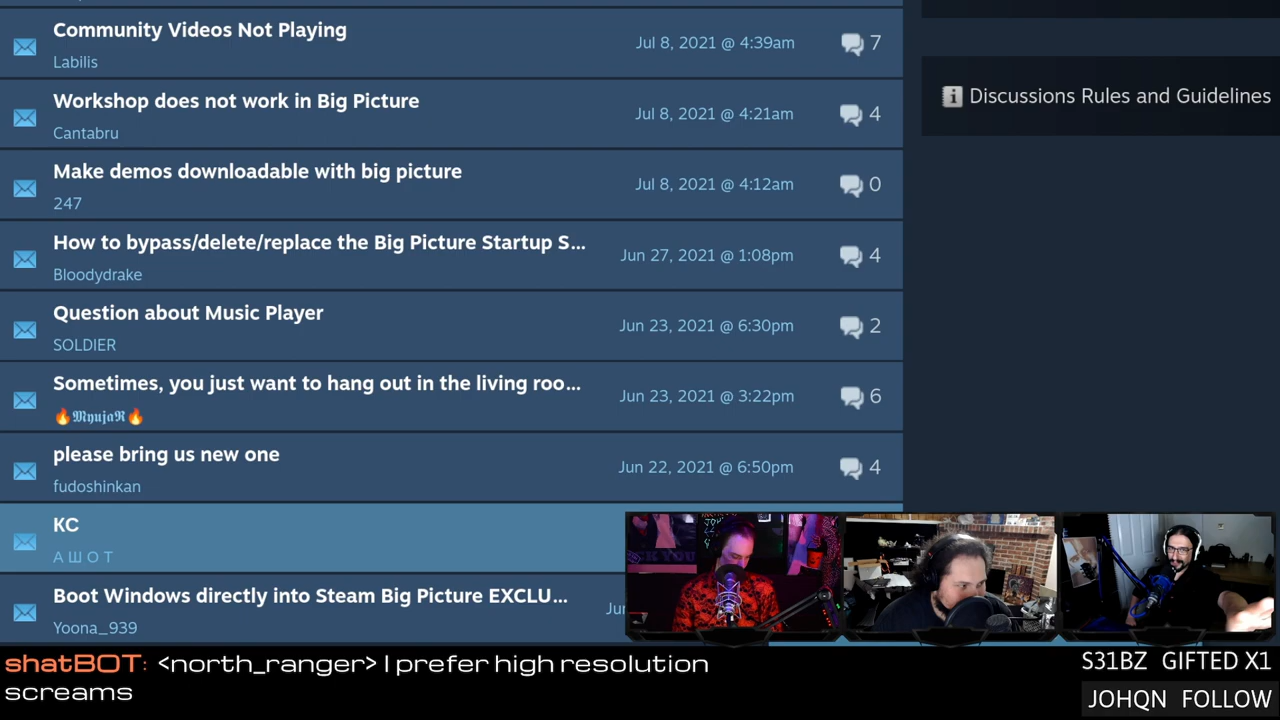 Community Videos Not Playing
Labilis
Jul 8, 2021 @ 4:39am
7
Workshop does not work in Big Picture
Cantabru
Jul 8, 2021 @ 4:21am
4
Make demos downloadable with big picture
247
Jul 8, 2021 @ 4:12am
0
How to bypass/delete/replace the Big Picture Startup S...
Bloodydrake
Jun 27, 2021 @ 1:08pm
4
Question about Music Player
SOLDIER
Jun 23, 2021 @ 6:30pm
2
Sometimes, you just want to hang out in the living roo...
🔥𝕸𝖞𝖚𝖏𝖆𝕽🔥
Jun 23, 2021 @ 3:22pm
6
please bring us new one
fudoshinkan
Jun 22, 2021 @ 6:50pm
4
КС
А Ш О Т
Boot Windows directly into Steam Big Picture EXCLU...
Yoona_939
Discussions Rules and Guidelines
shatBOT: <north_ranger> I prefer high resolution
screams
S31BZ GIFTED X1
JOHQN FOLLOW